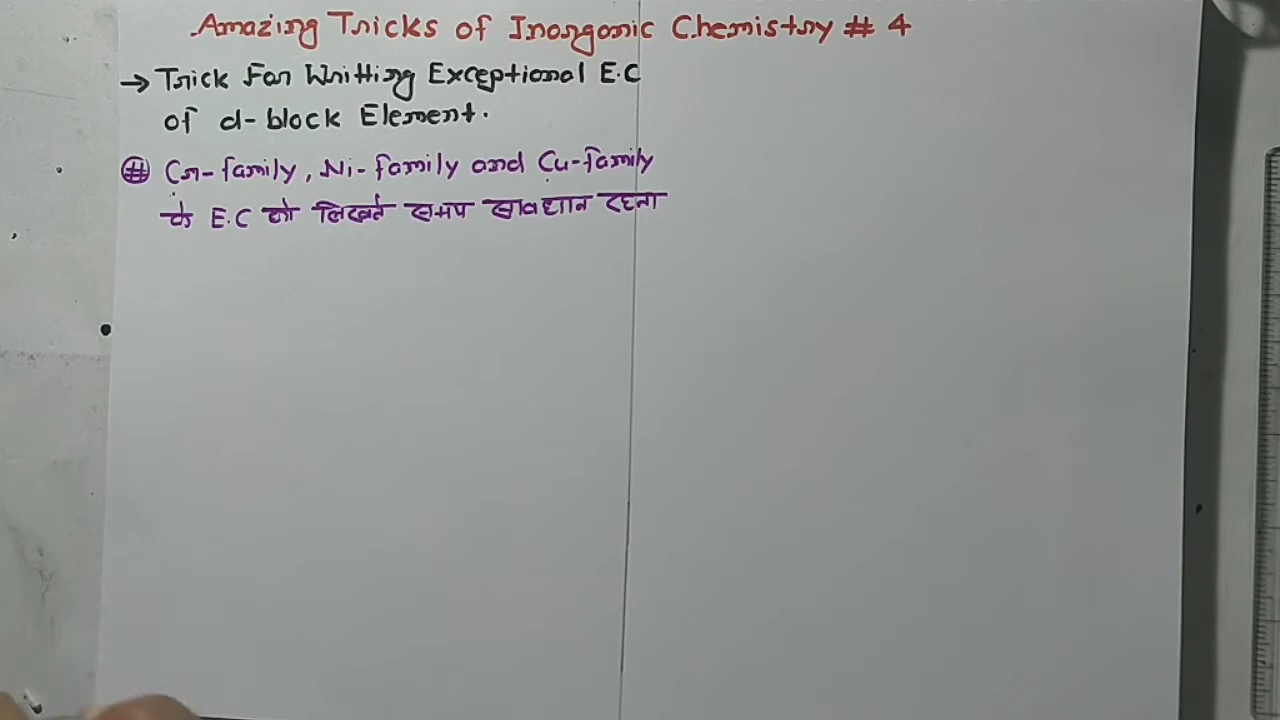 Amazing Tricks of Inorganic Chemistry # 4
→ Trick For Writting Exceptional E.C
of d-block Element.
# Cr-family, Ni-family and Cu-family
के E.C को लिखते समय सावधान रहना